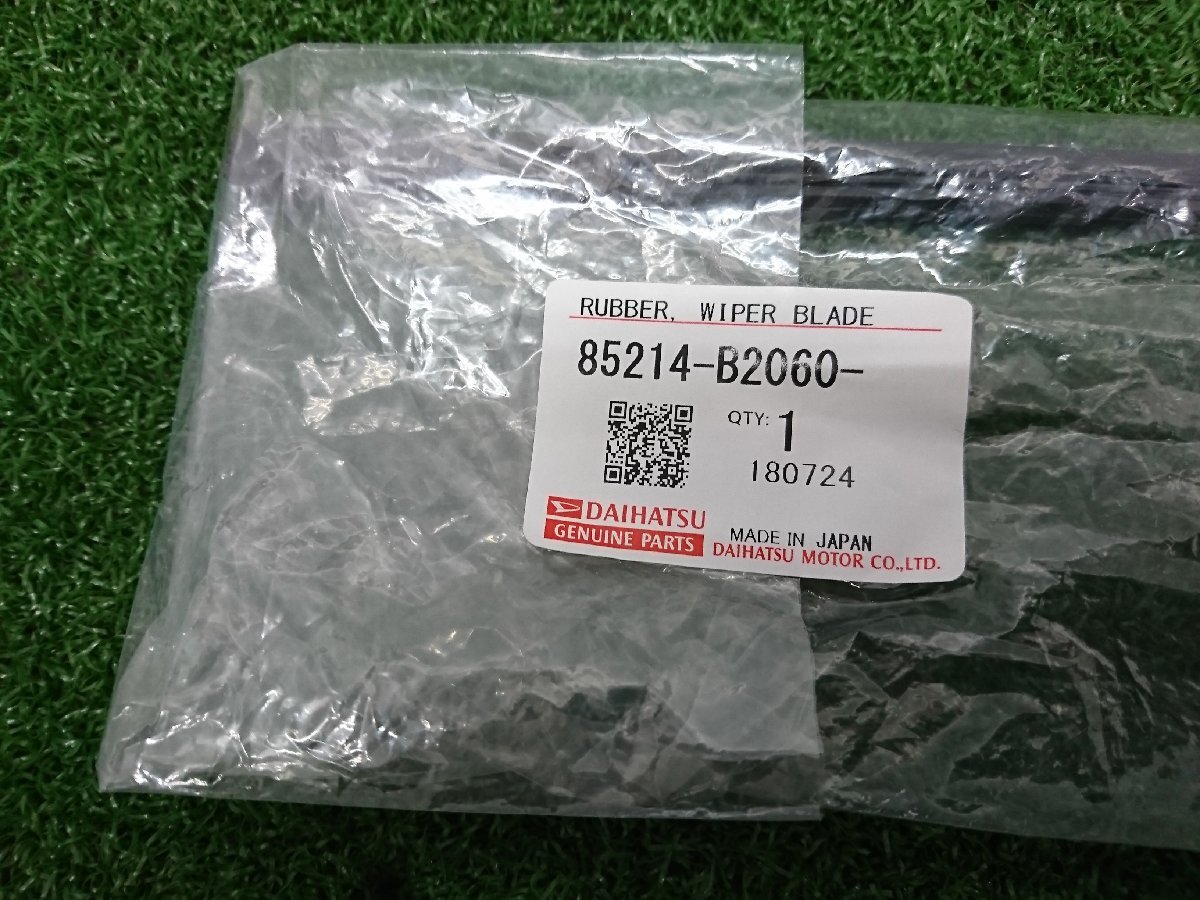 RUBBER, WIPER BLADE
85214-B2060-
QTY: 1
180724
DAIHATSU
GENUINE PARTS
MADE IN JAPAN
DAIHATSU MOTOR CO.,LTD.